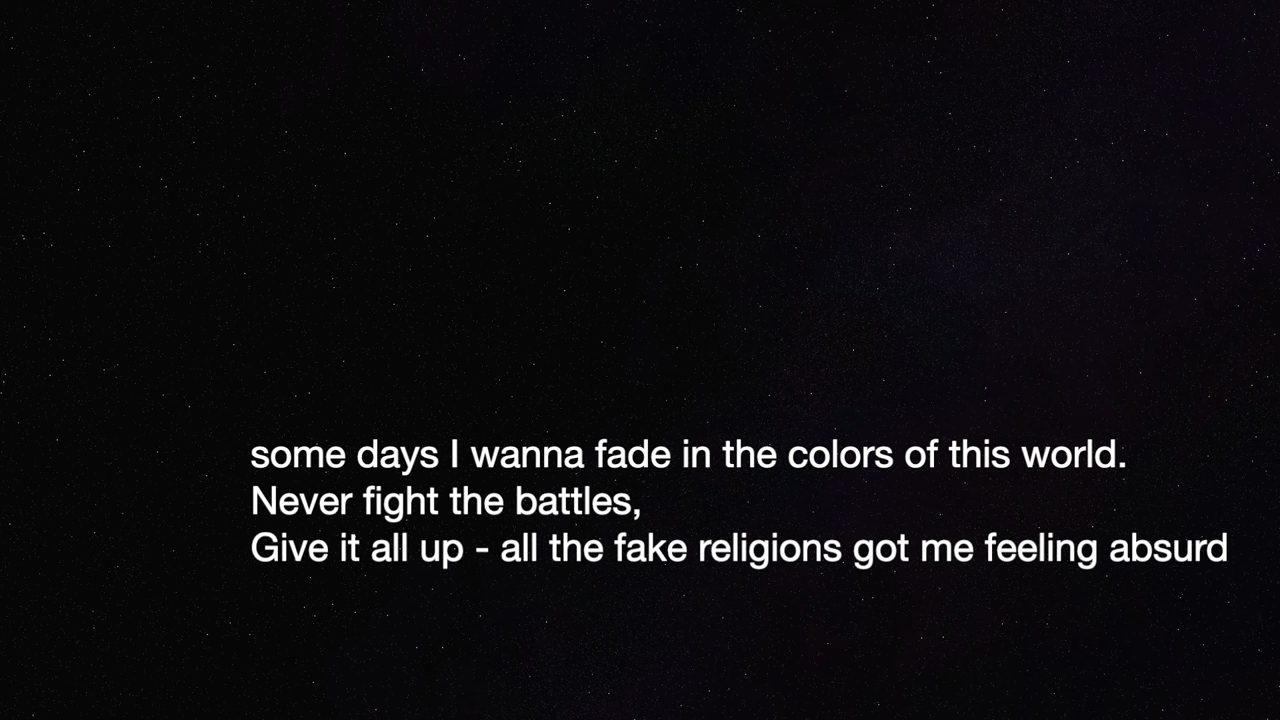 some days I wanna fade in the colors of this world.
Never fight the battles,
Give it all up - all the fake religions got me feeling absurd